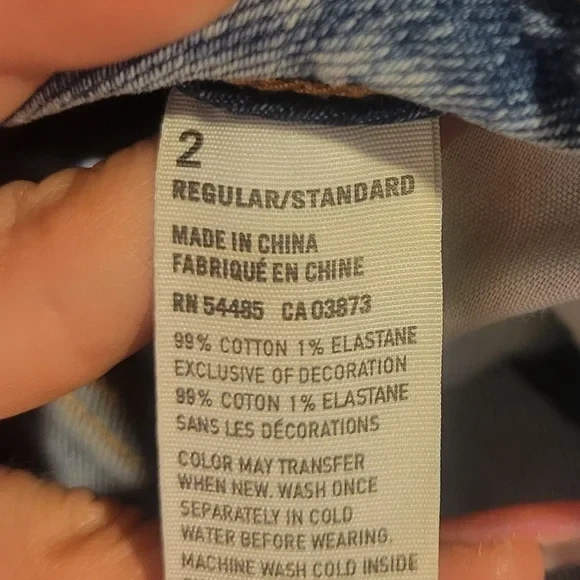 2
REGULAR/STANDARD
MADE IN CHINA
FABRIQUÉ EN CHINE
RN 54485 CA 03873
99% COTTON 1% ELASTANE
EXCLUSIVE OF DECORATION
99% COTON 1% ELASTANE
SANS LES DÉCORATIONS
COLOR MAY TRANSFER
WHEN NEW. WASH ONCE
SEPARATELY IN COLD
WATER BEFORE WEARING.
MACHINE WASH COLD INSIDE